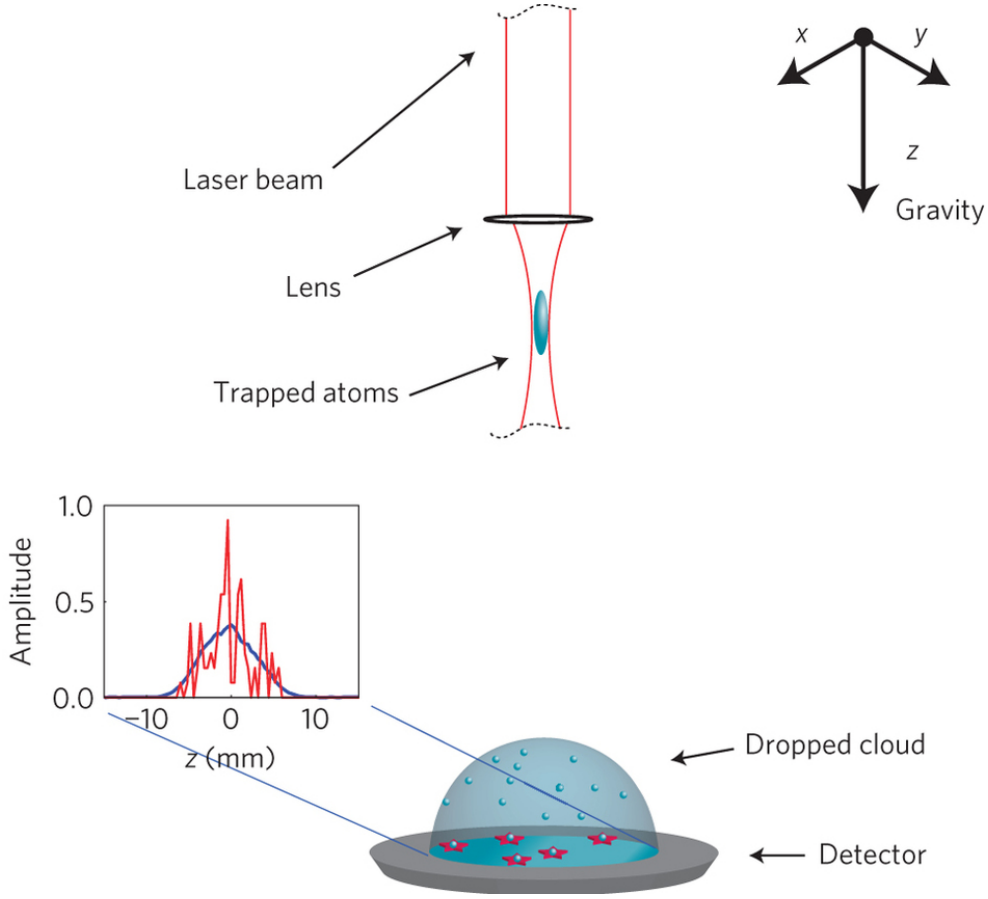 x
y
z
Gravity
Laser beam
Lens
Trapped atoms
1.0
0.5
0.0
Amplitude
−10
0
10
z (mm)
Dropped cloud
Detector